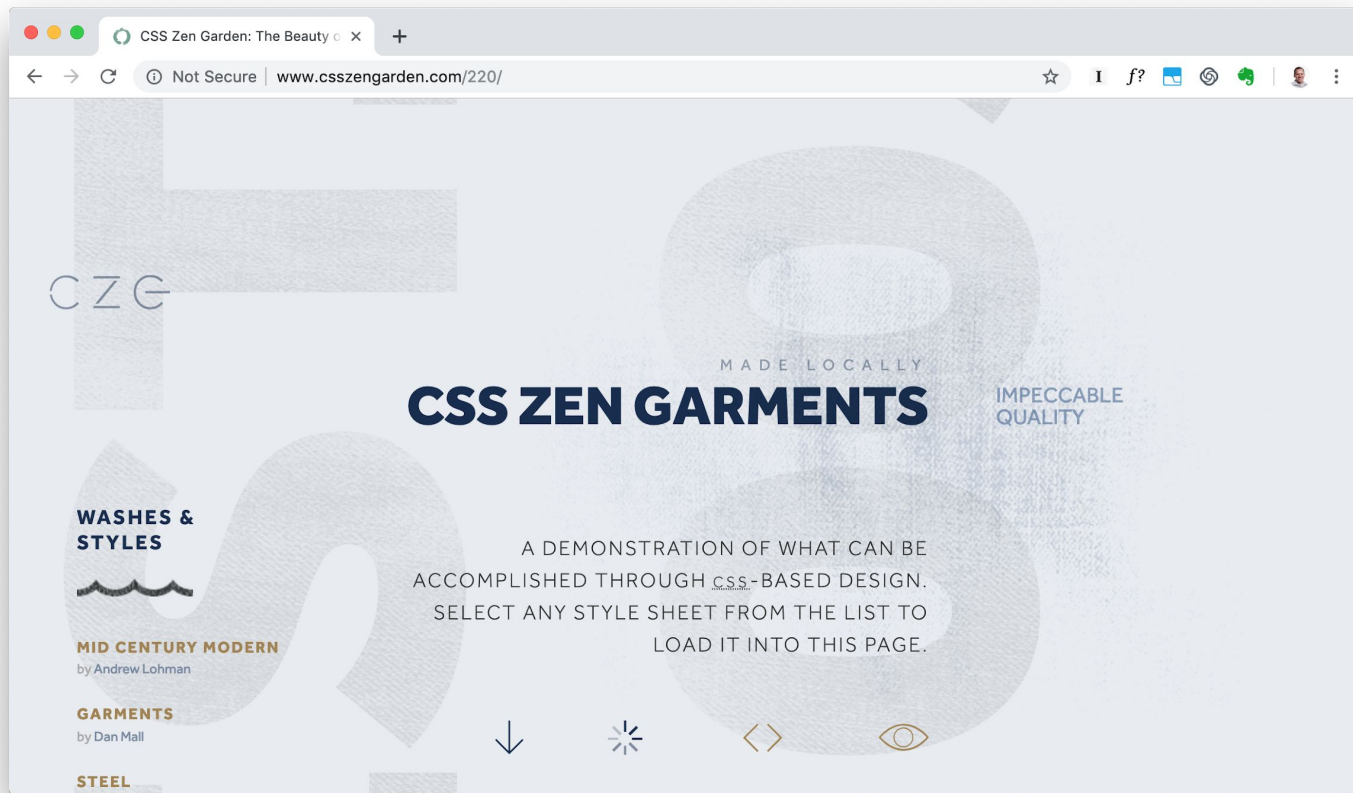 CSS Zen Garden: The Beauty o
Not Secure www.csszengarden.com/220/
I f?
CZG
MADE LOCALLY
CSS ZEN GARMENTS
IMPECCABLE
QUALITY
WASHES &
STYLES
A DEMONSTRATION OF WHAT CAN BE
ACCOMPLISHED THROUGH CSS-BASED DESIGN.
SELECT ANY STYLE SHEET FROM THE LIST TO
LOAD IT INTO THIS PAGE.
MID CENTURY MODERN
by Andrew Lohman
GARMENTS
by Dan Mall
STEEL